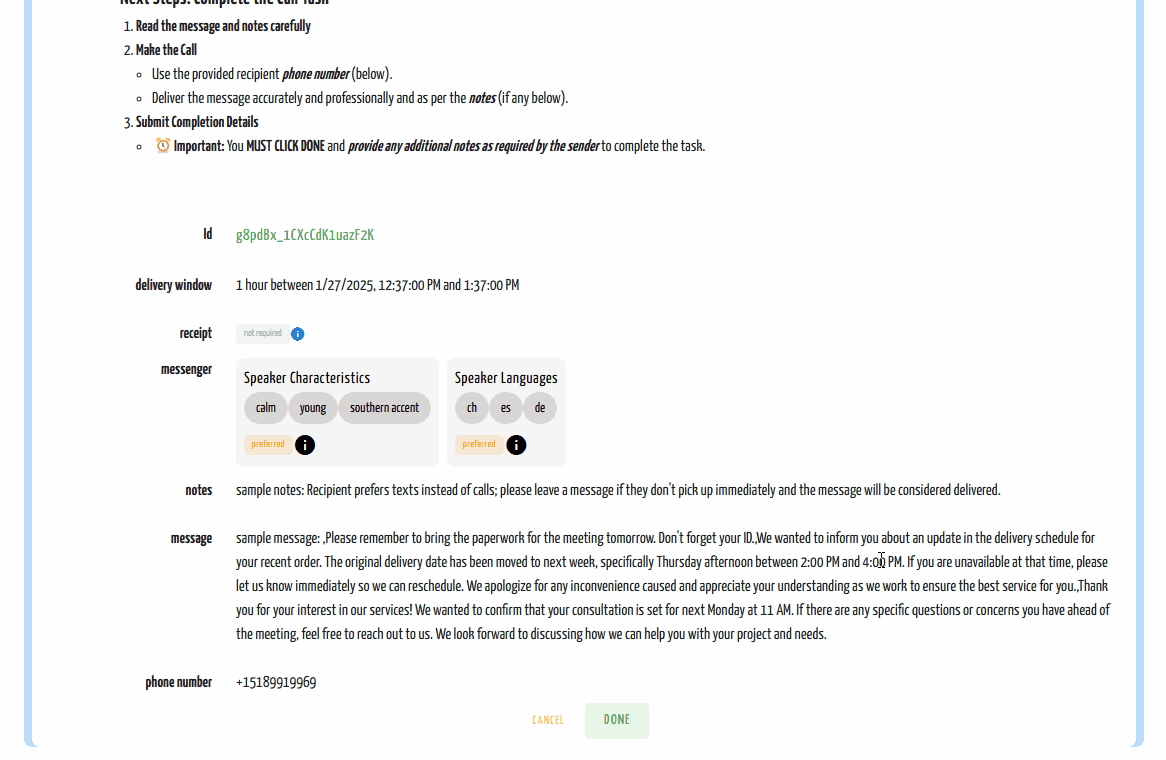 Next Steps: Complete the Call Task
1. Read the message and notes carefully
2. Make the Call
Use the provided recipient phone number (below).
Deliver the message accurately and professionally and as per the notes (if any below).
3. Submit Completion Details
⏰ Important: You MUST CLICK DONE and provide any additional notes as required by the sender to complete the task.
Id g8pdBx_1CXcCdK1uazF2K
delivery window 1 hour between 1/27/2025, 12:37:00 PM and 1:37:00 PM
receipt not required i
messenger Speaker Characteristics Speaker Languages
calm young southern accent ch es de
preferred i preferred i
notes sample notes: Recipient prefers texts instead of calls; please leave a message if they don't pick up immediately and the message will be considered delivered.
message sample message: ,Please remember to bring the paperwork for the meeting tomorrow. Don't forget your ID.,We wanted to inform you about an update in the delivery schedule for
your recent order. The original delivery date has been moved to next week, specifically Thursday afternoon between 2:00 PM and 4:00 PM. If you are unavailable at that time, please
let us know immediately so we can reschedule. We apologize for any inconvenience caused and appreciate your understanding as we work to ensure the best service for you.,Thank
you for your interest in our services! We wanted to confirm that your consultation is set for next Monday at 11 AM. If there are any specific questions or concerns you have ahead of
the meeting, feel free to reach out to us. We look forward to discussing how we can help you with your project and needs.
phone number +15189919969
CANCEL DONE